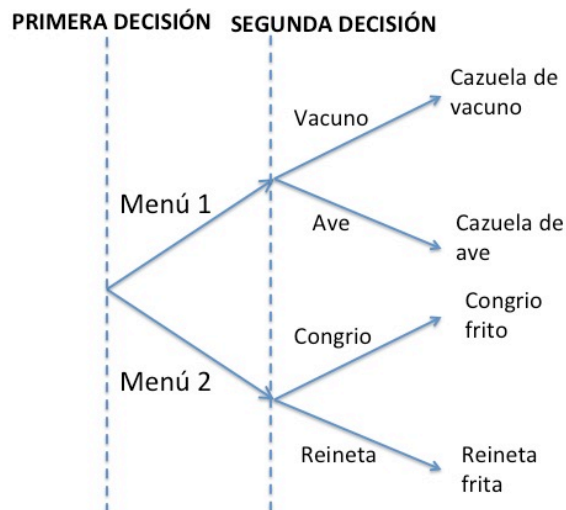 PRIMERA DECISIÓN SEGUNDA DECISIÓN
Cazuela de
vacuno
Vacuno
Menú 1
Ave
Cazuela de
ave
Congrio
frito
Congrio
Menú 2
Reineta
Reineta
frita